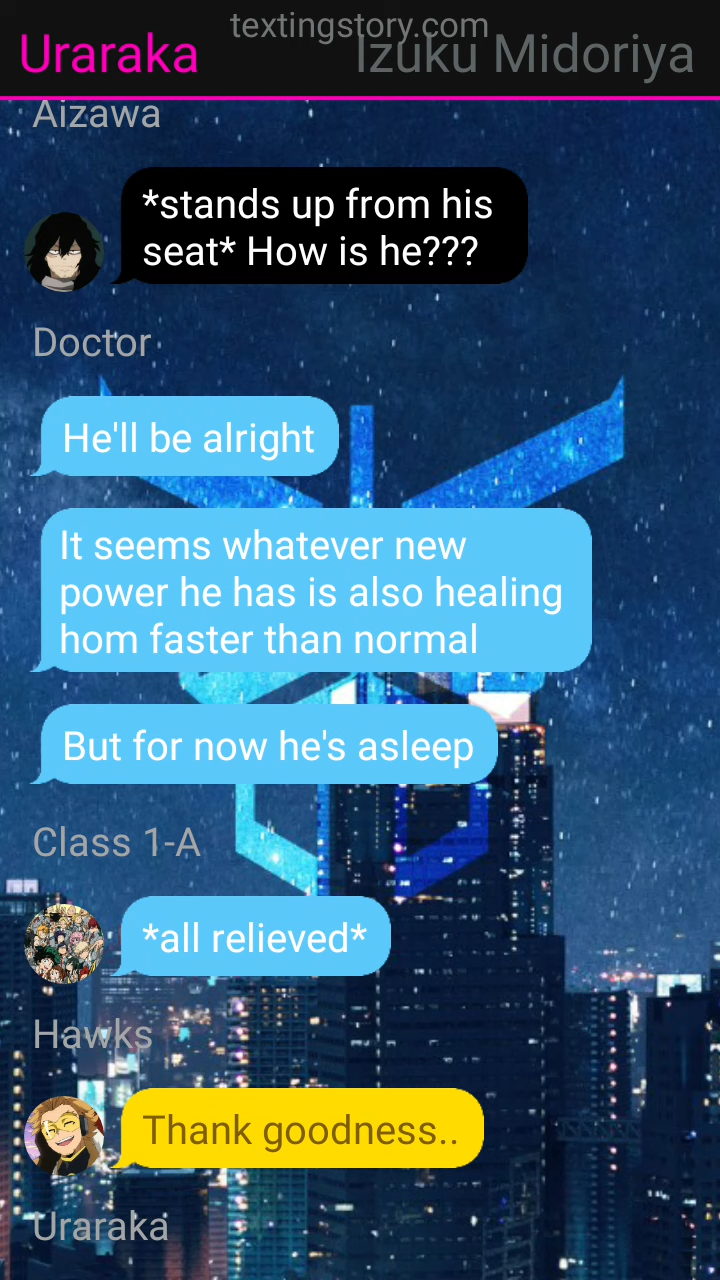 textingstory.com
Uraraka
Izuku Midoriya
Aizawa
*stands up from his
seat* How is he???
Doctor
He'll be alright
It seems whatever new
power he has is also healing
hom faster than normal
But for now he's asleep
Class 1-A
*all relieved*
Hawks
Thank goodness..
Uraraka